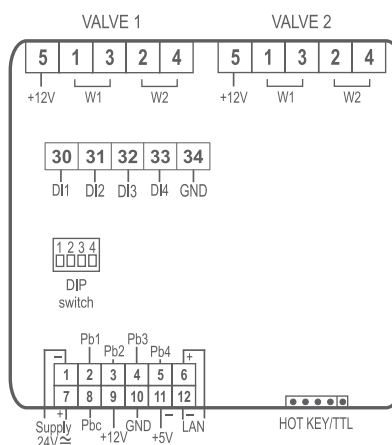 VALVE 1 VALVE 2
5 1 3 2 4 5 1 3 2 4
+12V W1 W2 +12V W1 W2
30 31 32 33 34
DI1 DI2 DI3 DI4 GND
1 2 3 4
DIP
switch
Pb1 Pb3
Pb2 Pb4
– +
1 2 3 4 5 6
7 8 9 10 11 12
+ – –
Supply Pbc GND LAN HOT KEY/TTL
24V ≃ +12V +5V